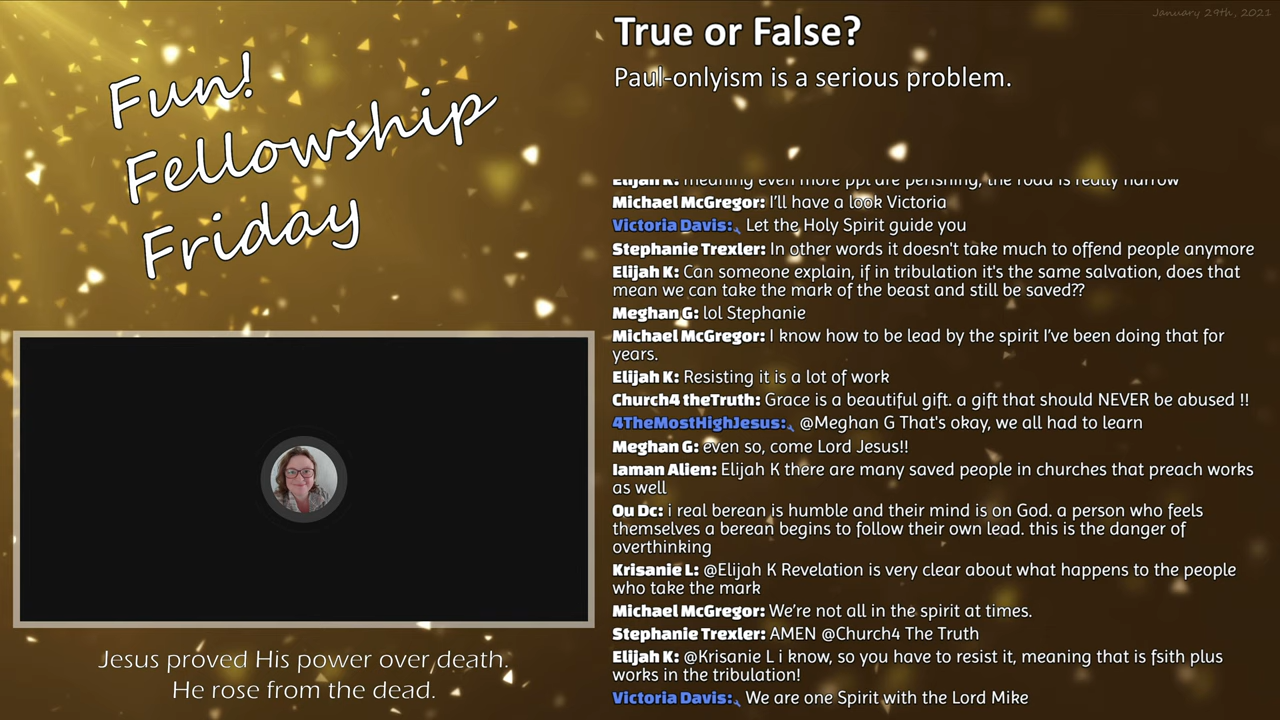 January 29th, 2021
Fun!
Fellowship
Friday
True or False?
Paul-onlyism is a serious problem.
Elijah K: meaning even more ppl are perishing, the road is really narrow
Michael McGregor: I'll have a look Victoria
Victoria Davis: Let the Holy Spirit guide you
Stephanie Trexler: In other words it doesn't take much to offend people anymore
Elijah K: Can someone explain, if in tribulation it's the same salvation, does that
mean we can take the mark of the beast and still be saved??
Meghan G: lol Stephanie
Michael McGregor: I know how to be lead by the spirit I've been doing that for
years.
Elijah K: Resisting it is a lot of work
Church4 theTruth: Grace is a beautiful gift. a gift that should NEVER be abused !!
4TheMostHighJesus: @Meghan G That's okay, we all had to learn
Meghan G: even so, come Lord Jesus!!
Iaman Alien: Elijah K there are many saved people in churches that preach works
as well
Ou Dc: i real berean is humble and their mind is on God. a person who feels
themselves a berean begins to follow their own lead. this is the danger of
overthinking
Krisanie L: @Elijah K Revelation is very clear about what happens to the people
who take the mark
Michael McGregor: We're not all in the spirit at times.
Stephanie Trexler: AMEN @Church4 The Truth
Elijah K: @Krisanie L i know, so you have to resist it, meaning that is fsith plus
works in the tribulation!
Victoria Davis: We are one Spirit with the Lord Mike
Jesus proved His power over death.
He rose from the dead.